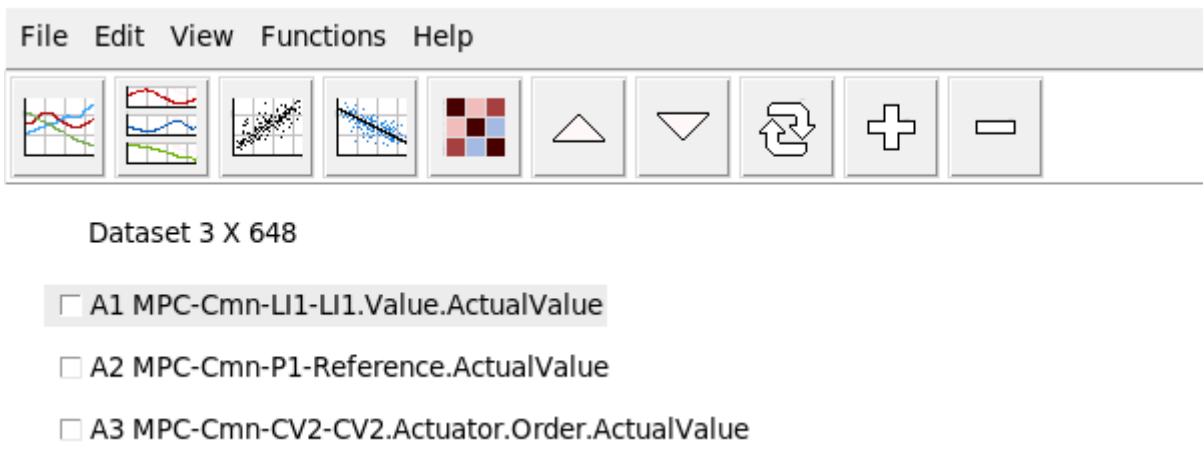 File Edit View Functions Help
Dataset 3 X 648
A1 MPC-Cmn-LI1-LI1.Value.ActualValue
A2 MPC-Cmn-P1-Reference.ActualValue
A3 MPC-Cmn-CV2-CV2.Actuator.Order.ActualValue